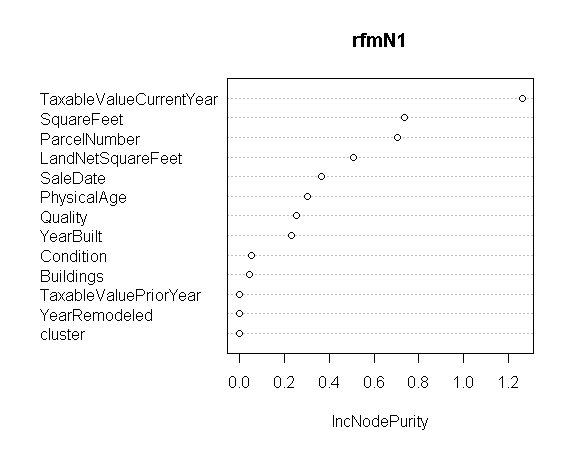 rfmN1
TaxableValueCurrentYear
SquareFeet
ParcelNumber
LandNetSquareFeet
SaleDate
PhysicalAge
Quality
YearBuilt
Condition
Buildings
TaxableValuePriorYear
YearRemodeled
cluster
0.0 0.2 0.4 0.6 0.8 1.0 1.2
IncNodePurity